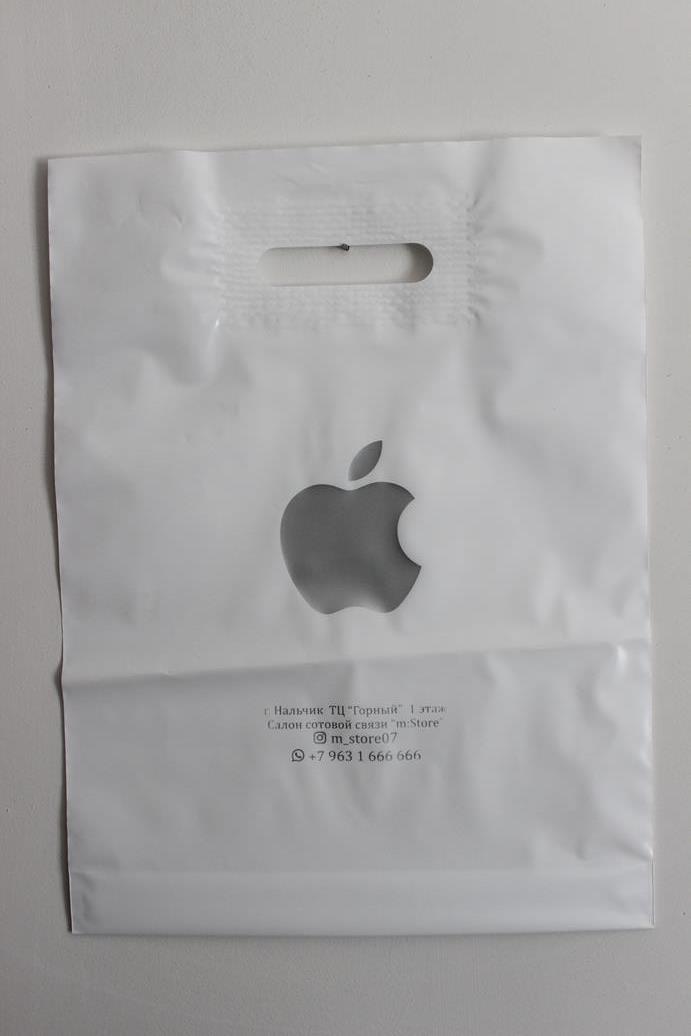 г. Нальчик ТЦ "Горный" 1 этаж
Салон сотовой связи "m:Store"
m_store07
+7 963 1 666 666